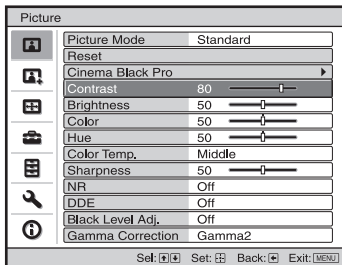 Picture
Picture Mode Standard
Reset
Cinema Black Pro
Contrast 80
Brightness 50
Color 50
Hue 50
Color Temp. Middle
Sharpness 50
NR Off
DDE Off
Black Level Adj. Off
Gamma Correction Gamma2
Sel: Set: Back: Exit: MENU